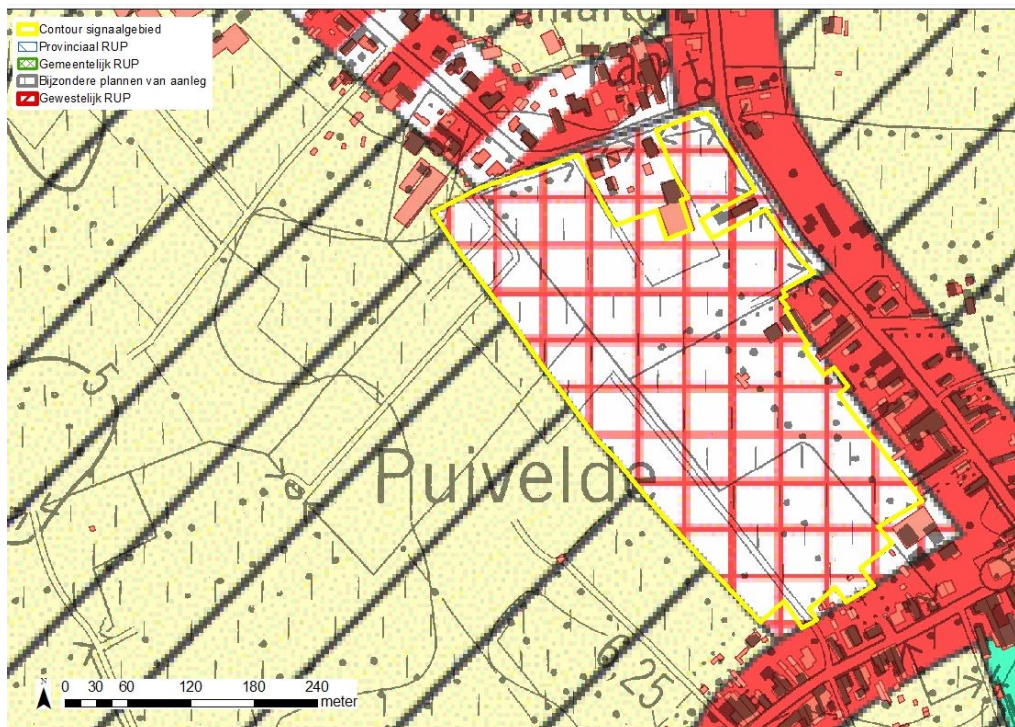 Contour signaalgebied
Provinciaal RUP
Gemeentelijk RUP
Bijzondere plannen van aanleg
Gewestelijk RUP
Puivelde
5
9,25
N
0 30 60 120 180 240
meter